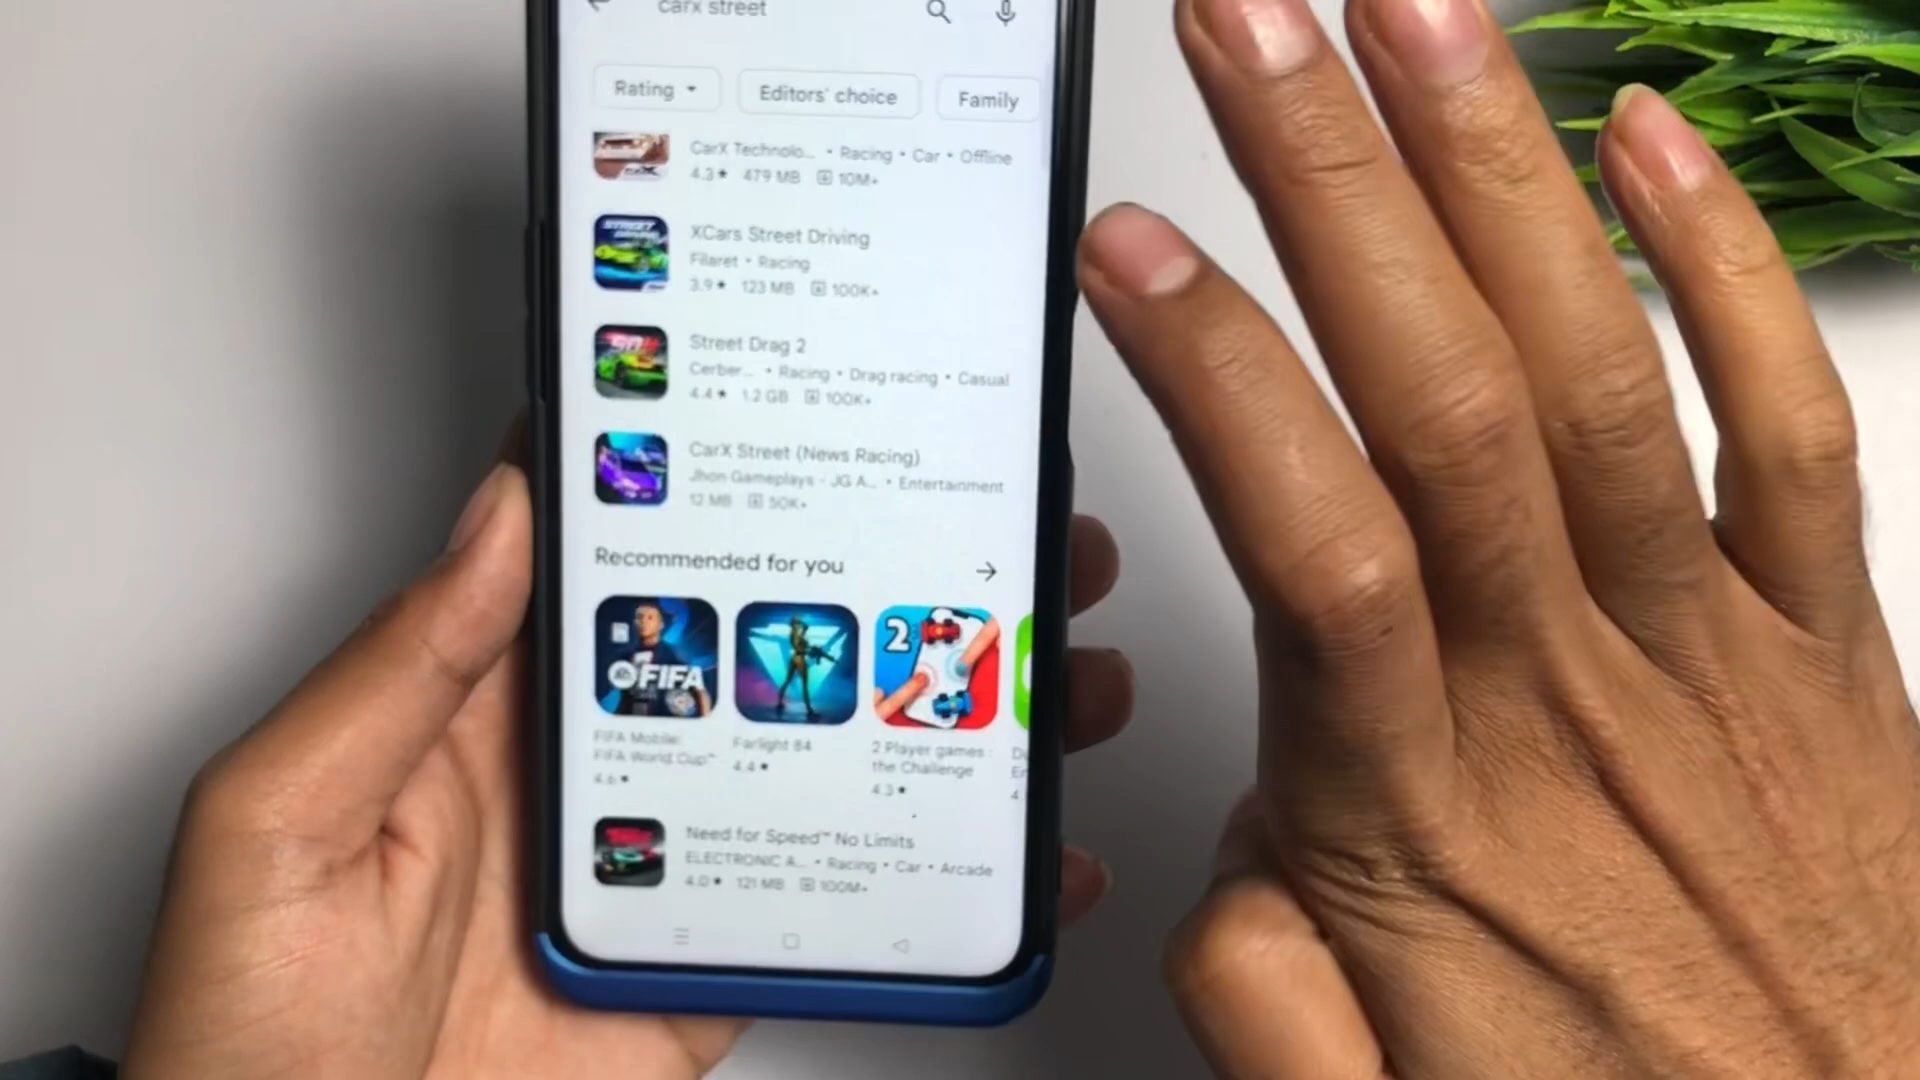 carx street
Rating
Editors' choice
Family
CarX Technolo... • Racing • Car • Offline
4.3★ 479 MB 10M+
XCars Street Driving
Filaret • Racing
3.9★ 123 MB 100K+
Street Drag 2
Cerber... • Racing • Drag racing • Casual
4.4★ 1.2 GB 100K+
CarX Street (News Racing)
Jhon Gameplays - JG A... • Entertainment
12 MB 50K+
Recommended for you
FIFA
2
FIFA Mobile:
FIFA World Cup™
4.6★
Farlight 84
4.4★
2 Player games :
the Challenge
4.3★
Need for Speed™ No Limits
ELECTRONIC A... • Racing • Car • Arcade
4.0★ 121 MB 100M+